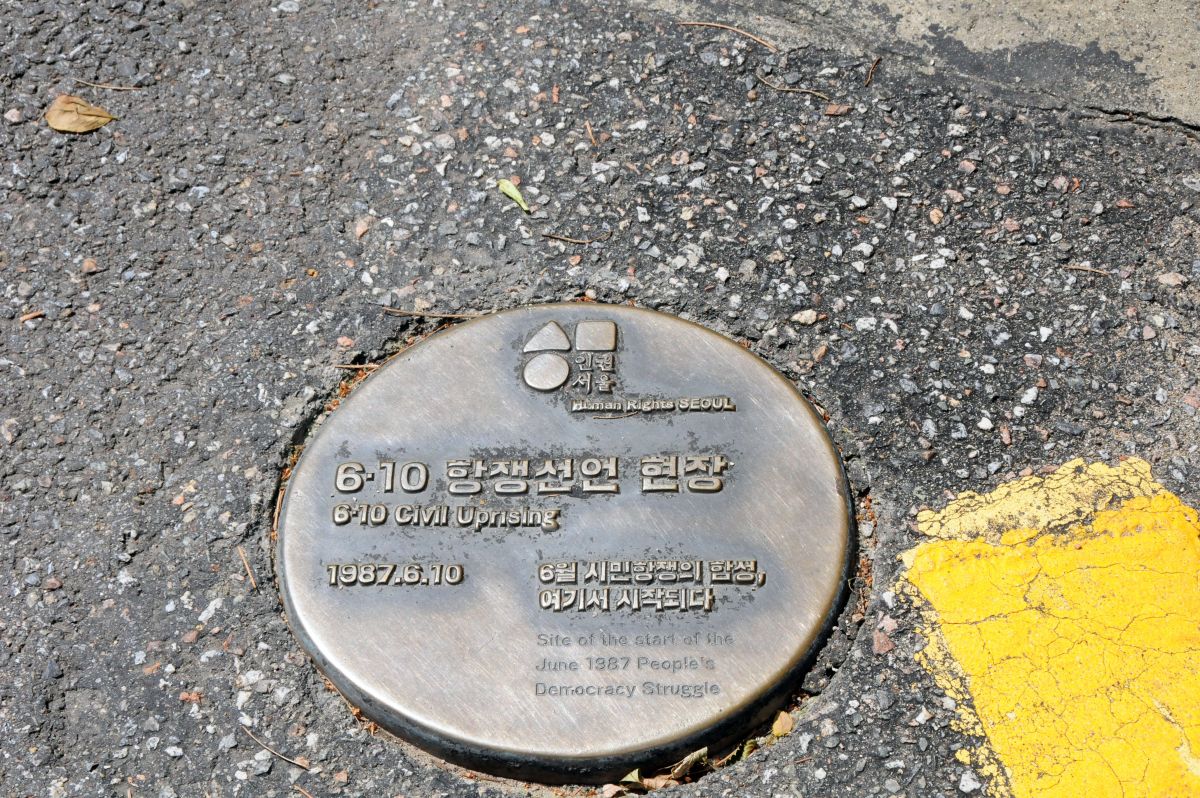 인권
서울
Human Rights SEOUL
6·10 항쟁선언 현장
6·10 Civil Uprising
1987.6.10
6월 시민항쟁의 함성,
여기서 시작되다
Site of the start of the
June 1987 People's
Democracy Struggle